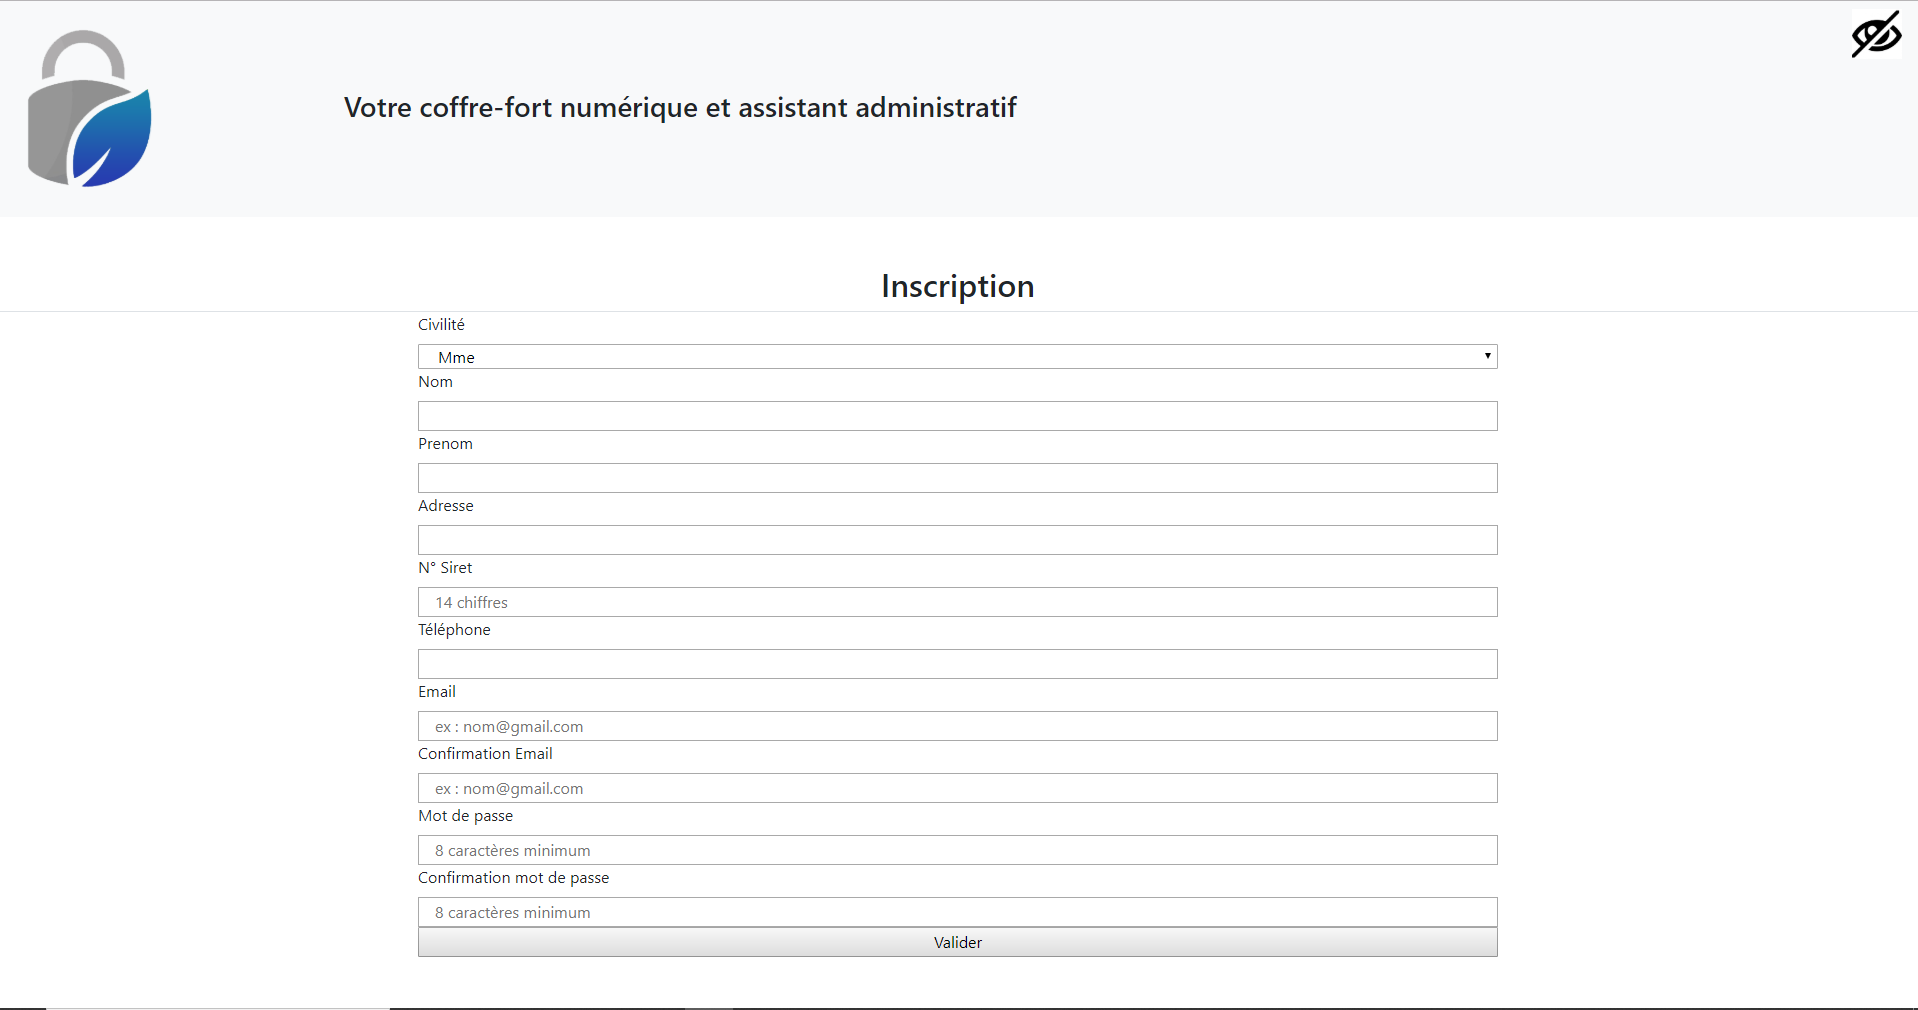 Votre coffre-fort numérique et assistant administratif
Inscription
Civilité
Mme
Nom
Prenom
Adresse
N° Siret
14 chiffres
Téléphone
Email
ex : nom@gmail.com
Confirmation Email
ex : nom@gmail.com
Mot de passe
8 caractères minimum
Confirmation mot de passe
8 caractères minimum
Valider